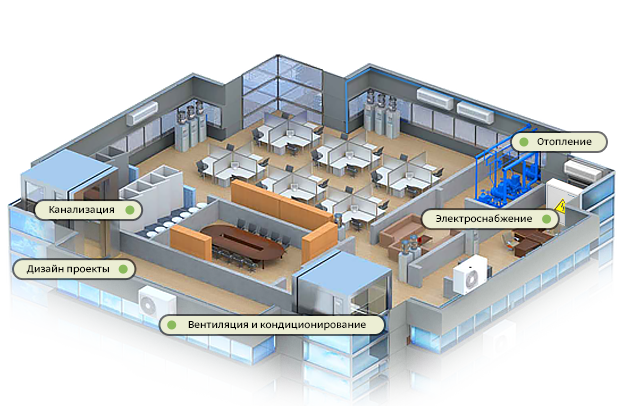 Отопление
Канализация
Электроснабжение
Дизайн проекты
Вентиляция и кондиционирование